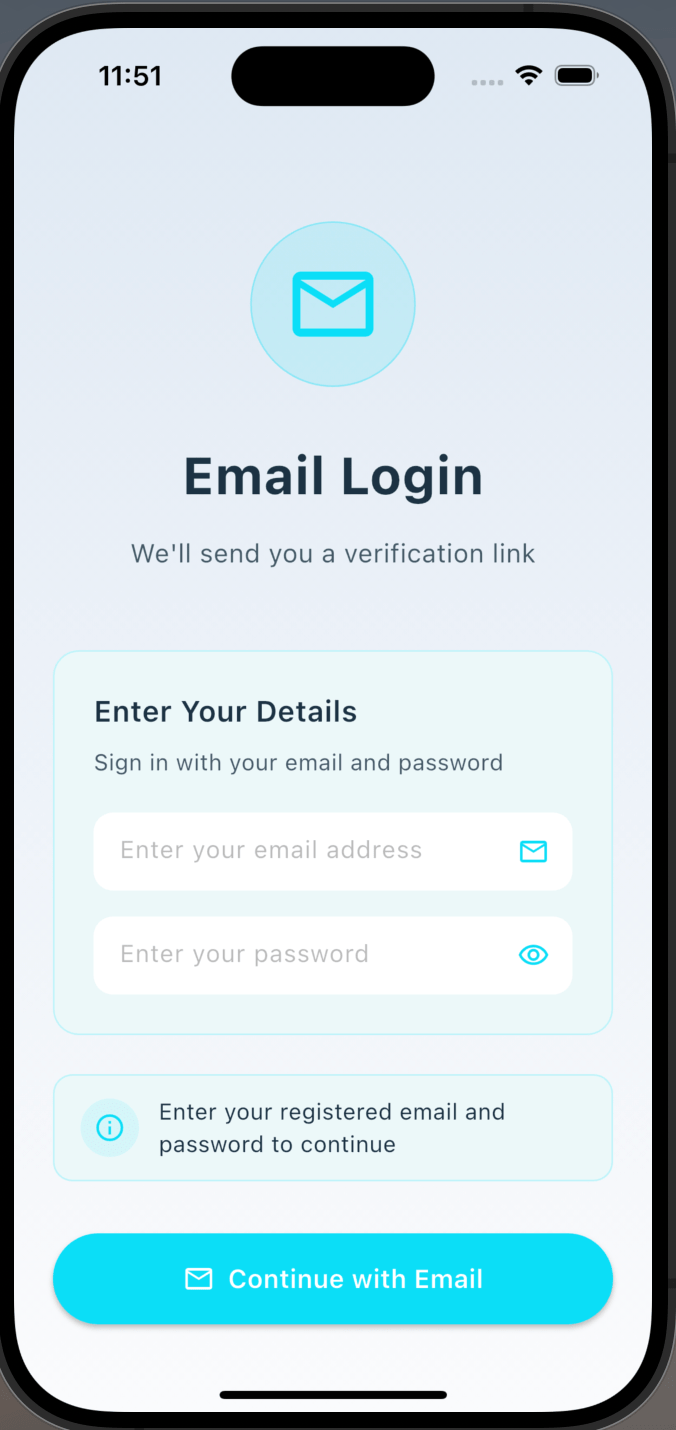 11:51
Email Login
We'll send you a verification link
Enter Your Details
Sign in with your email and password
Enter your email address
Enter your password
Enter your registered email and
password to continue
Continue with Email